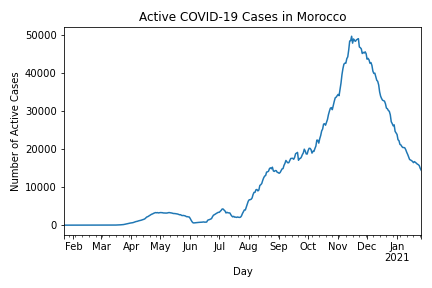 Active COVID-19 Cases in Morocco
50000
40000
30000
20000
10000
0
Number of Active Cases
Feb Mar Apr May Jun Jul Aug Sep Oct Nov Dec Jan
2021
Day